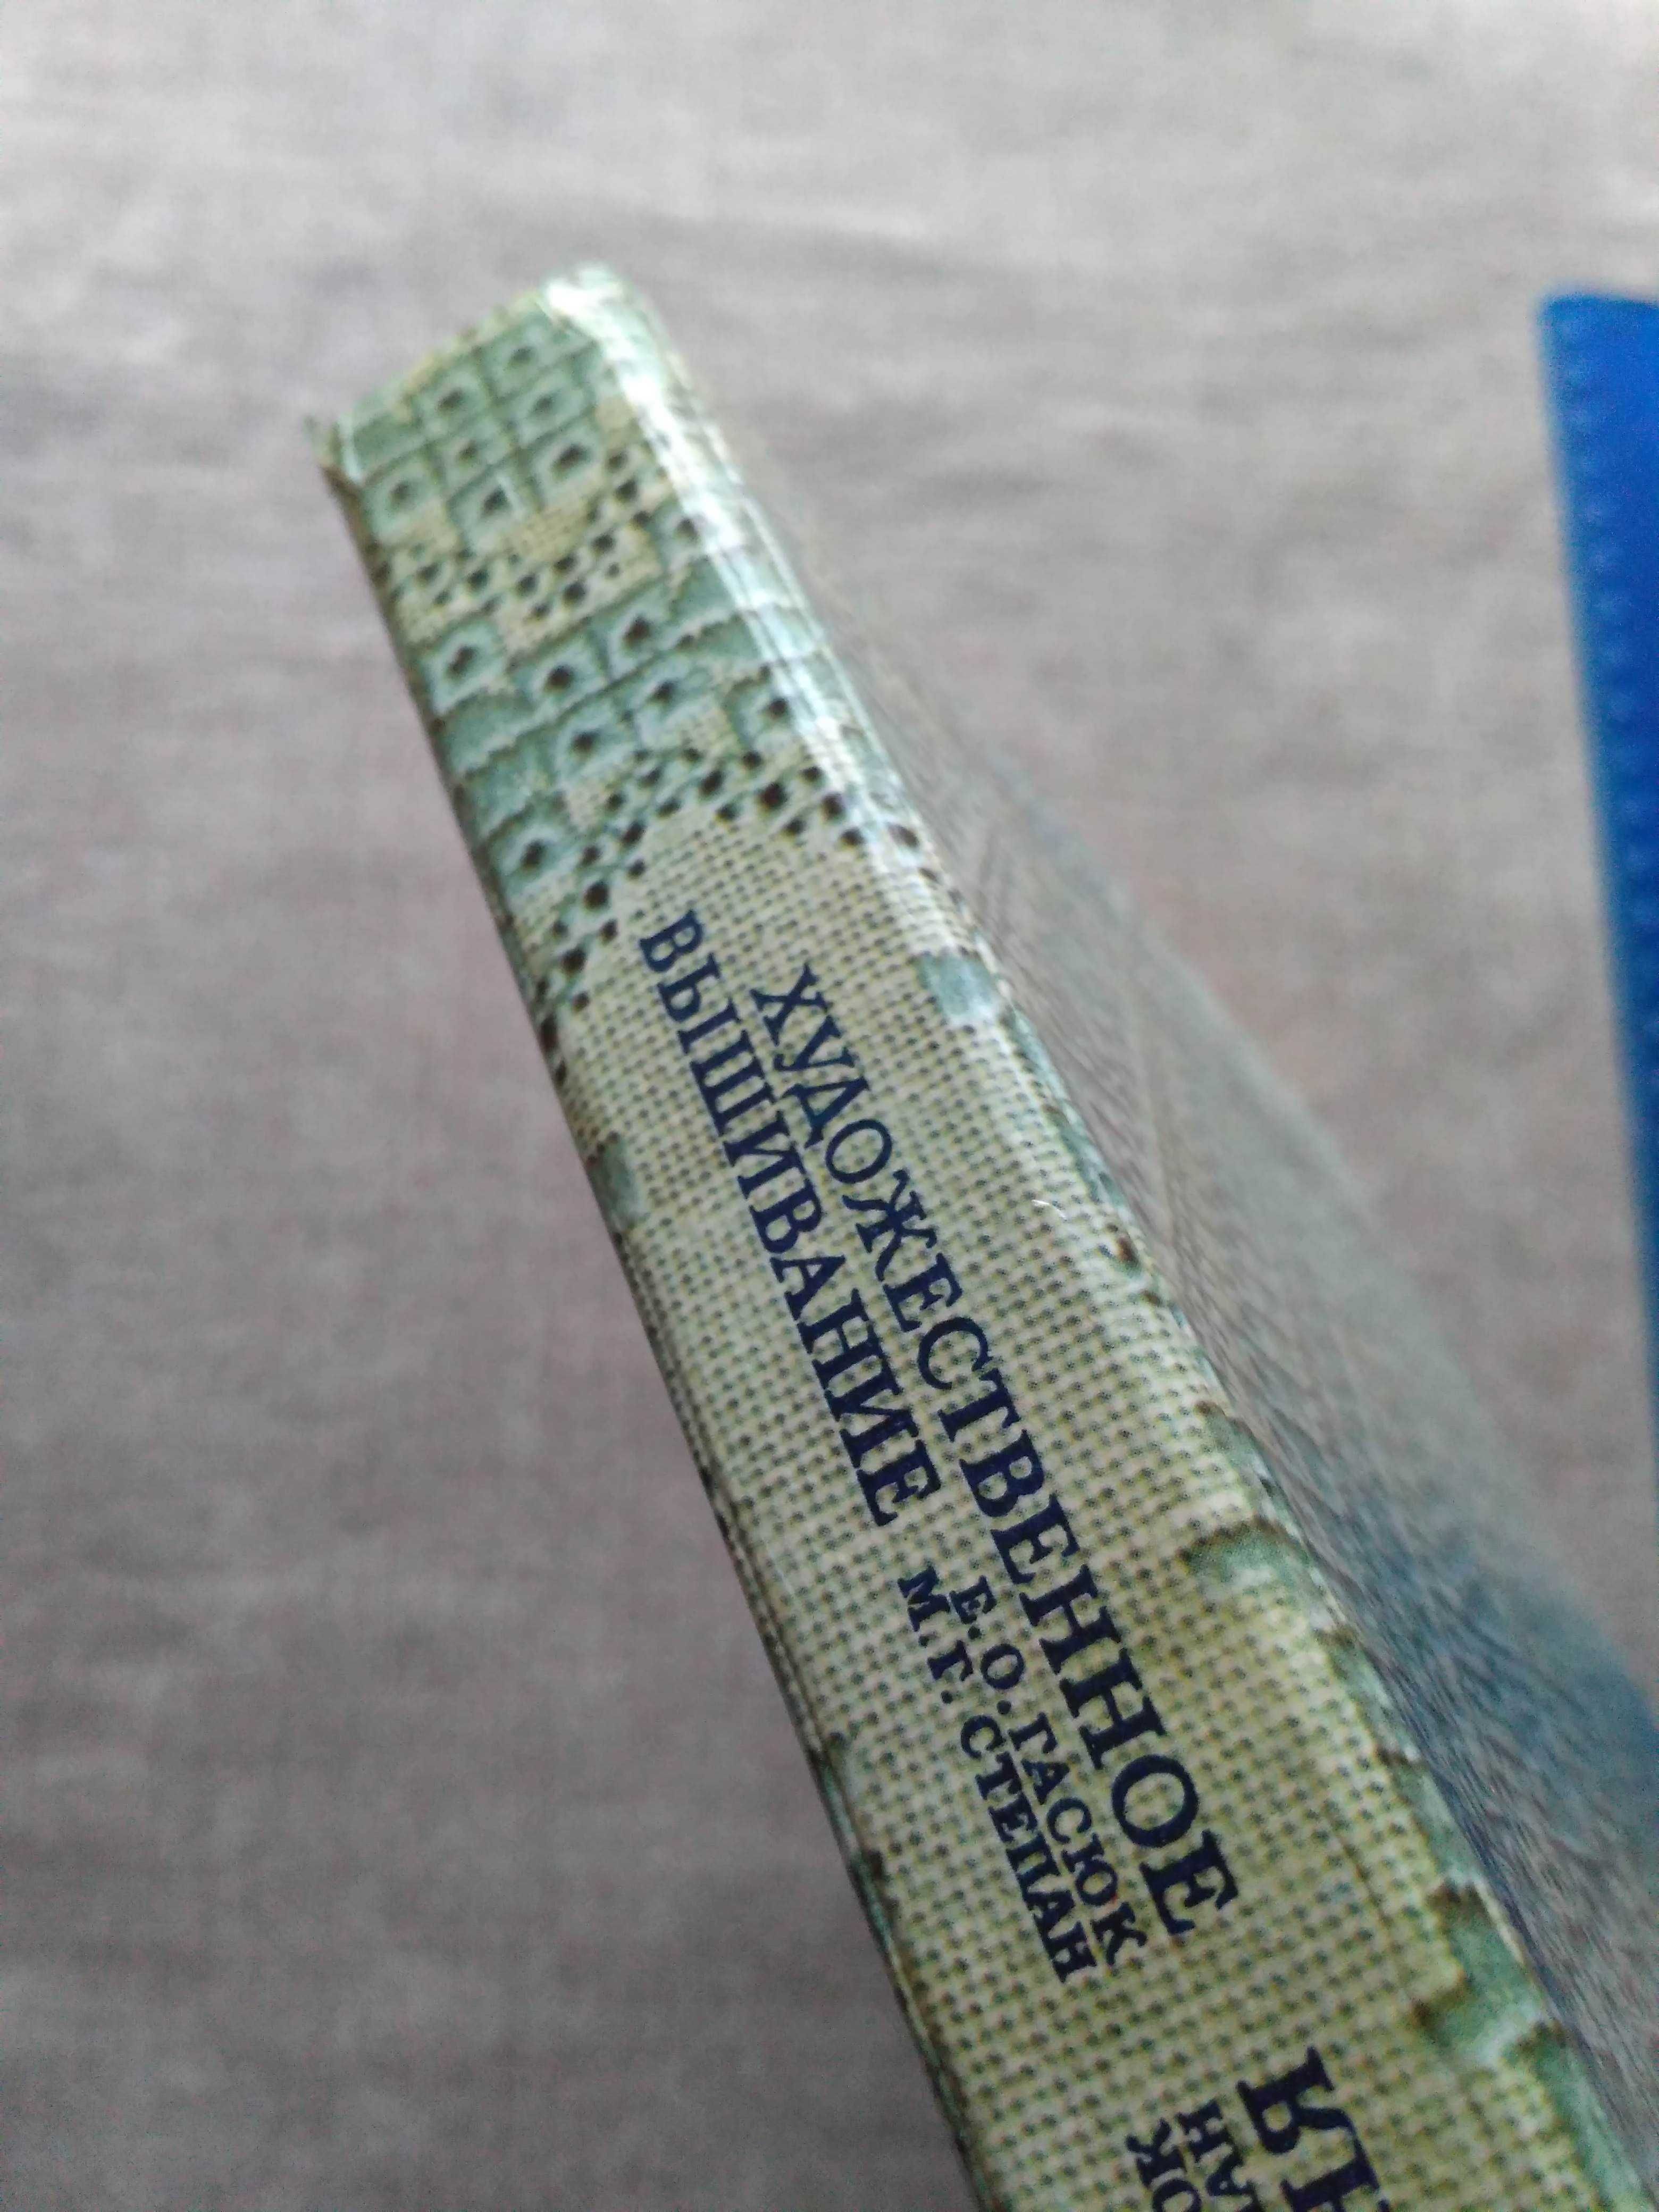 ХУДОЖЕСТВЕННОЕ
ВЫШИВАНИЕ
Е.О.ГАСЮК
М.Г.СТЕПАН